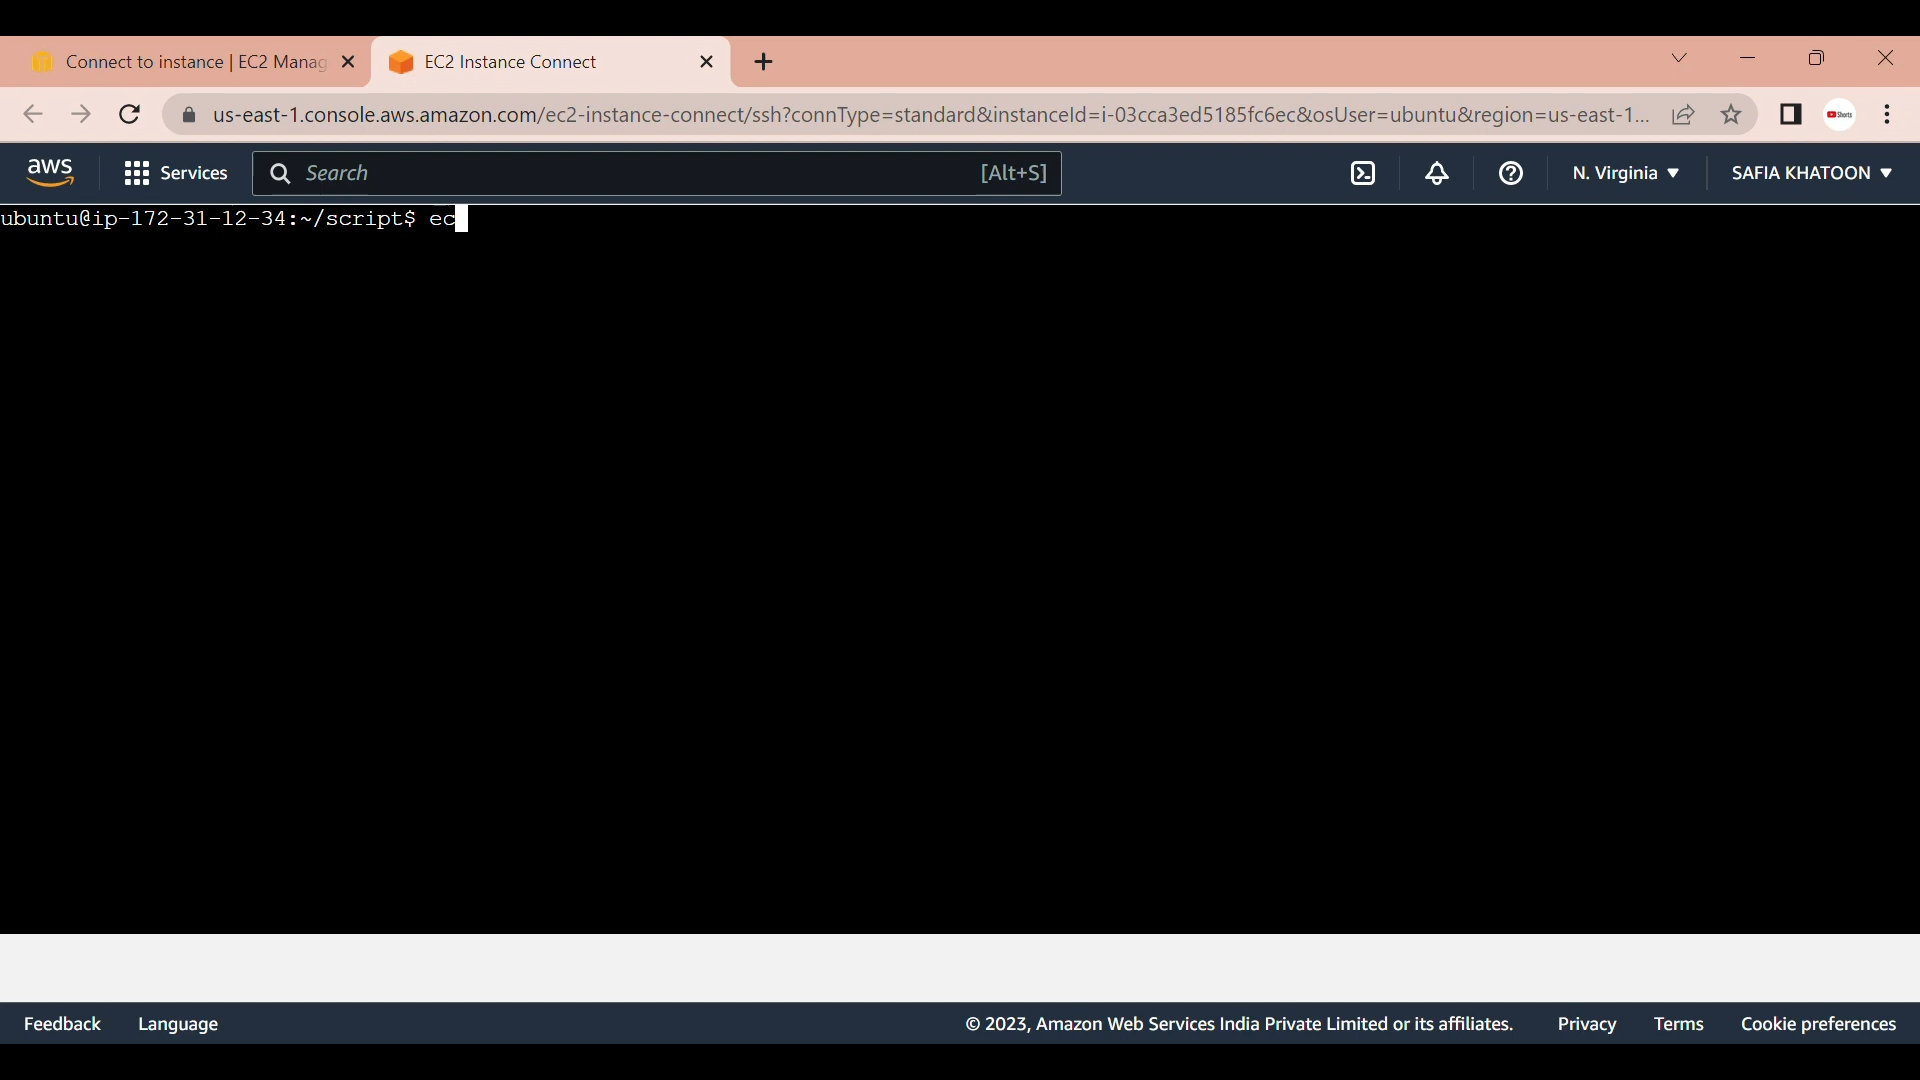 Connect to instance | EC2 Manag
EC2 Instance Connect
us-east-1.console.aws.amazon.com/ec2-instance-connect/ssh?connType=standard&instanceId=i-03cca3ed5185fc6ec&osUser=ubuntu&region=us-east-1...
Shorts
aws
Services
Search
[Alt+S]
N. Virginia
SAFIA KHATOON
ubuntu@ip-172-31-12-34:~/script$ ec
Feedback
Language
© 2023, Amazon Web Services India Private Limited or its affiliates.
Privacy
Terms
Cookie preferences